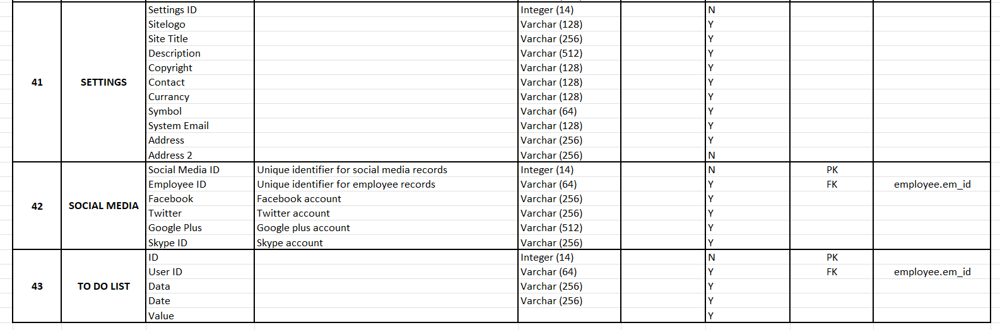 Settings ID Integer (14) N
Sitelogo Varchar (128) Y
Site Title Varchar (256) Y
Description Varchar (512) Y
Copyright Varchar (128) Y
41 SETTINGS Contact Varchar (128) Y
Currancy Varchar (128) Y
Symbol Varchar (64) Y
System Email Varchar (128) Y
Address Varchar (256) Y
Address 2 Varchar (256) N
Social Media ID Unique identifier for social media records Integer (14) N PK
Employee ID Unique identifier for employee records Varchar (64) Y FK employee.em_id
Facebook Facebook account Varchar (256) Y
42 SOCIAL MEDIA Twitter Twitter account Varchar (256) Y
Google Plus Google plus account Varchar (512) Y
Skype ID Skype account Varchar (256) Y
ID Integer (14) N PK
User ID Varchar (64) Y FK employee.em_id
43 TO DO LIST Data Varchar (256) Y
Date Varchar (256) Y
Value Y